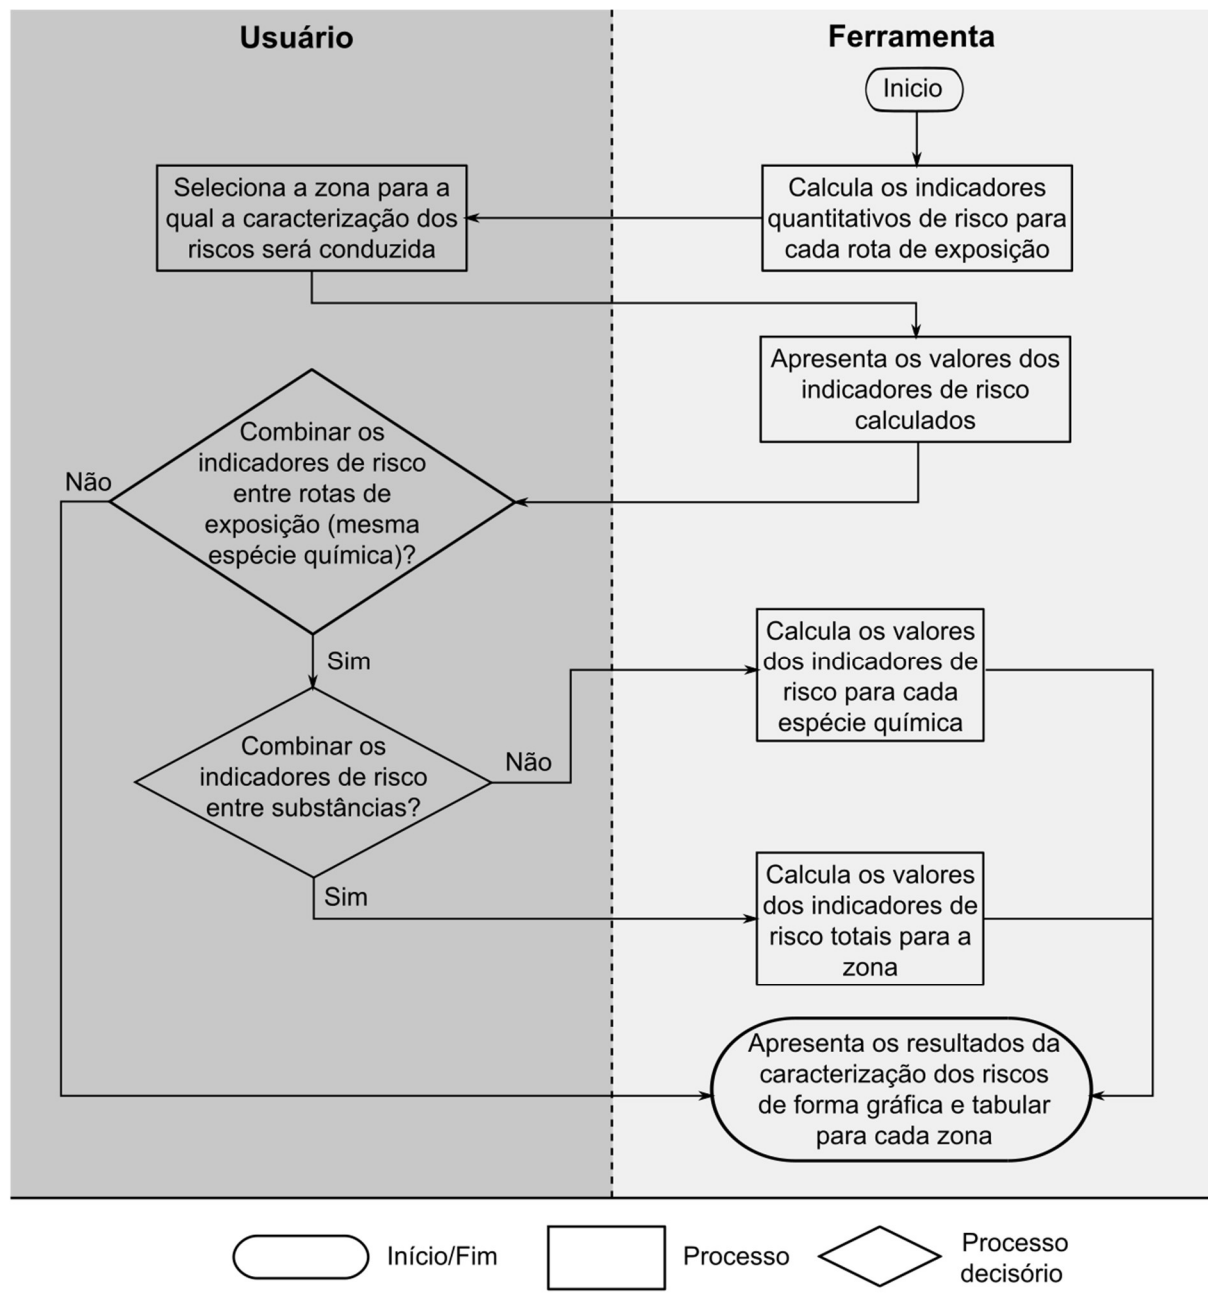 Usuário
Ferramenta
Inicio
Seleciona a zona para a
qual a caracterização dos
riscos será conduzida
Calcula os indicadores
quantitativos de risco para
cada rota de exposição
Apresenta os valores dos
indicadores de risco
calculados
Combinar os
indicadores de risco
entre rotas de
exposição (mesma
espécie química)?
Não
Sim
Calcula os valores
dos indicadores de
risco para cada
espécie química
Combinar os
indicadores de risco
entre substâncias?
Não
Sim
Calcula os valores
dos indicadores de
risco totais para a
zona
Apresenta os resultados da
caracterização dos riscos
de forma gráfica e tabular
para cada zona
Início/Fim
Processo
Processo
decisório